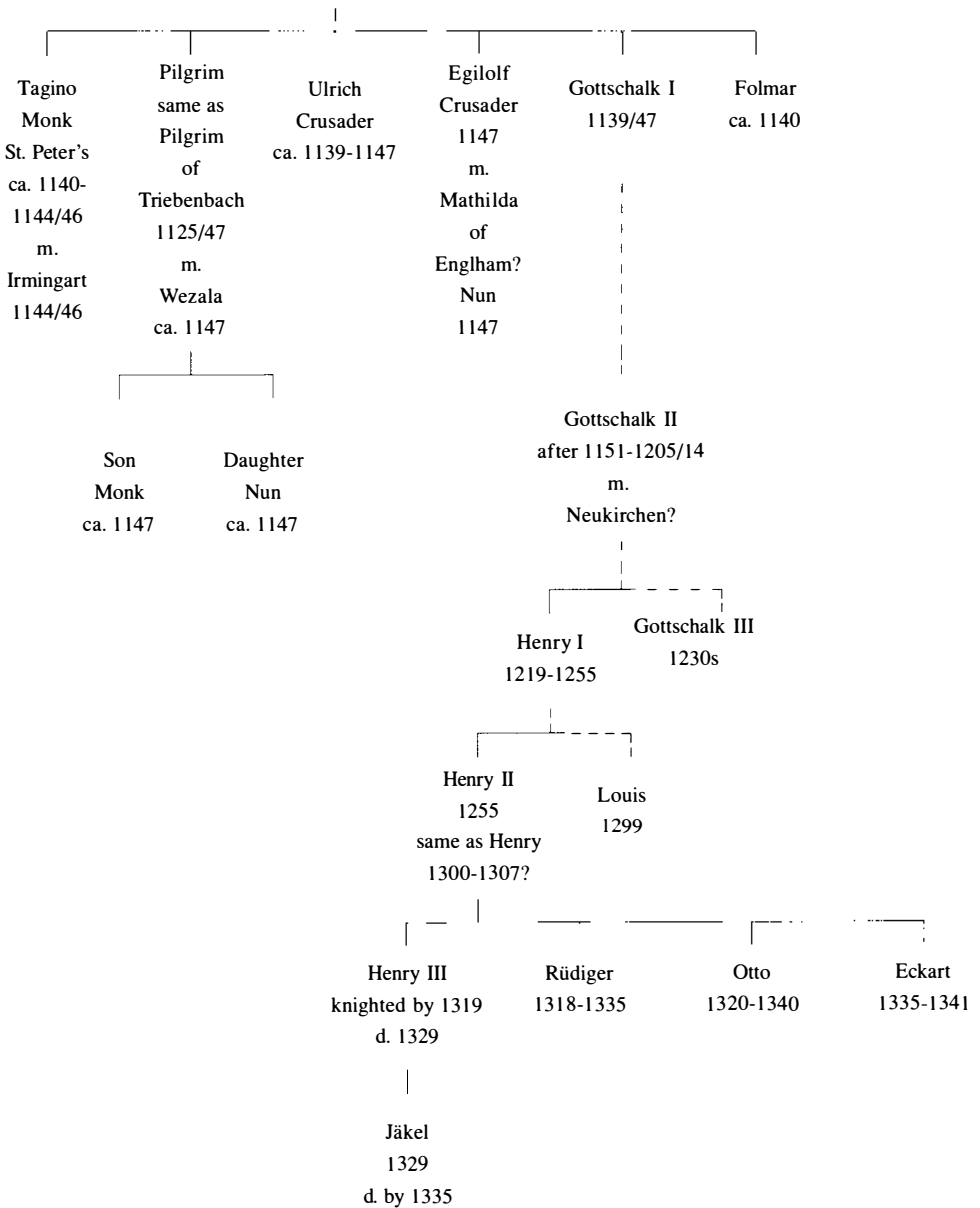 Tagino
Monk
St. Peter's
ca. 1140-
1144/46
m.
Irmingart
1144/46
Pilgrim
same as
Pilgrim
of
Triebenbach
1125/47
m.
Wezala
ca. 1147
Ulrich
Crusader
ca. 1139-1147
Egilolf
Crusader
1147
m.
Mathilda
of
Englham?
Nun
1147
Gottschalk I
1139/47
Folmar
ca. 1140
Son
Monk
ca. 1147
Daughter
Nun
ca. 1147
Gottschalk II
after 1151-1205/14
m.
Neukirchen?
Henry I
1219-1255
Gottschalk III
1230s
Henry II
1255
same as Henry
1300-1307?
Louis
1299
Henry III
knighted by 1319
d. 1329
Rüdiger
1318-1335
Otto
1320-1340
Eckart
1335-1341
Jäkel
1329
d. by 1335